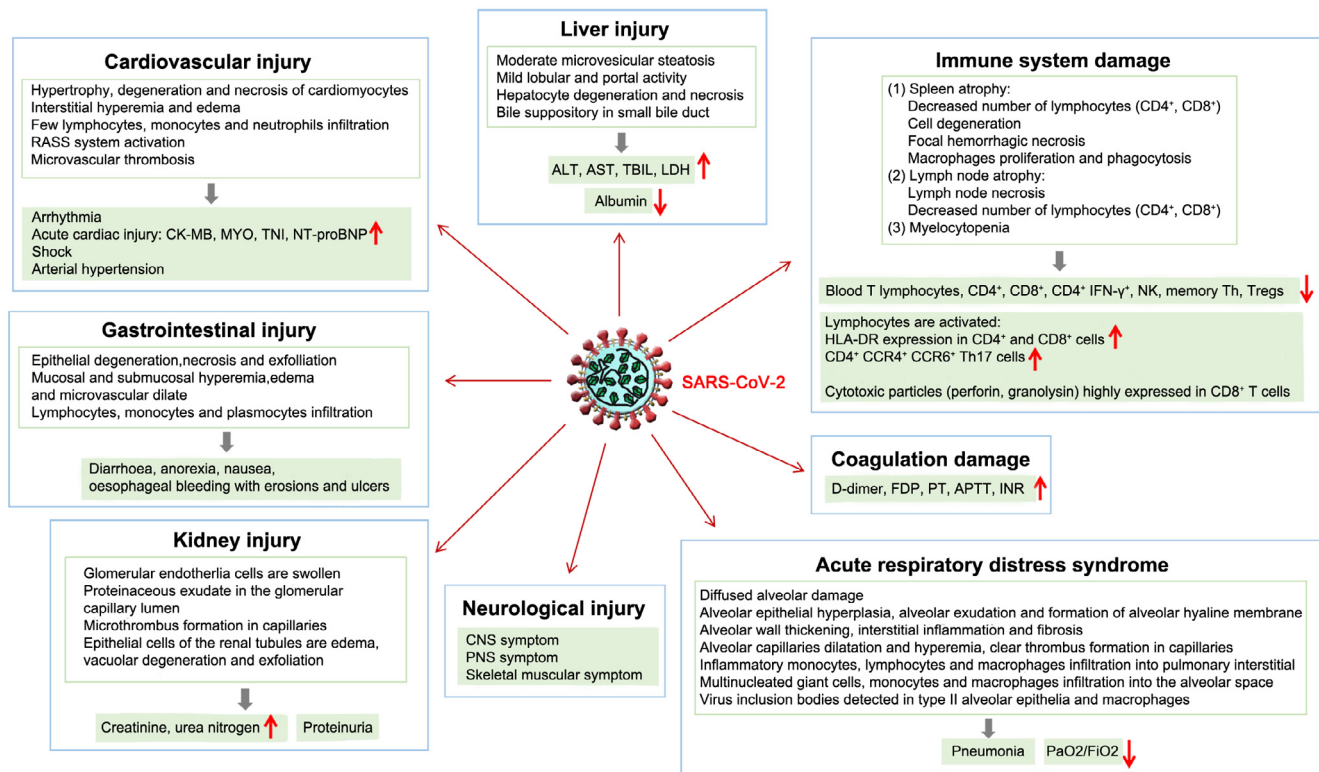 Cardiovascular injury
Hypertrophy, degeneration and necrosis of cardiomyocytes
Interstitial hyperemia and edema
Few lymphocytes, monocytes and neutrophils infiltration
RASS system activation
Microvascular thrombosis
Arrhythmia
Acute cardiac injury: CK-MB, MYO, TNI, NT-proBNP
Shock
Arterial hypertension
Liver injury
Moderate microvesicular steatosis
Mild lobular and portal activity
Hepatocyte degeneration and necrosis
Bile suppository in small bile duct
ALT, AST, TBIL, LDH
Albumin
Immune system damage
(1) Spleen atrophy:
Decreased number of lymphocytes (CD4⁺, CD8⁺)
Cell degeneration
Focal hemorrhagic necrosis
Macrophages proliferation and phagocytosis
(2) Lymph node atrophy:
Lymph node necrosis
Decreased number of lymphocytes (CD4⁺, CD8⁺)
(3) Myelocytopenia
Blood T lymphocytes, CD4⁺, CD8⁺, CD4⁺ IFN-γ⁺, NK, memory Th, Tregs
Lymphocytes are activated:
HLA-DR expression in CD4⁺ and CD8⁺ cells
CD4⁺ CCR4⁺ CCR6⁺ Th17 cells
Cytotoxic particles (perforin, granolysin) highly expressed in CD8⁺ T cells
Gastrointestinal injury
Epithelial degeneration,necrosis and exfolliation
Mucosal and submucosal hyperemia,edema
and microvascular dilate
Lymphocytes, monocytes and plasmocytes infiltration
Diarrhoea, anorexia, nausea,
oesophageal bleeding with erosions and ulcers
SARS-CoV-2
Coagulation damage
D-dimer, FDP, PT, APTT, INR
Kidney injury
Glomerular endotherlia cells are swollen
Proteinaceous exudate in the glomerular
capillary lumen
Microthrombus formation in capillaries
Epithelial cells of the renal tubules are edema,
vacuolar degeneration and exfoliation
Creatinine, urea nitrogen
Proteinuria
Neurological injury
CNS symptom
PNS symptom
Skeletal muscular symptom
Acute respiratory distress syndrome
Diffused alveolar damage
Alveolar epithelial hyperplasia, alveolar exudation and formation of alveolar hyaline membrane
Alveolar wall thickening, interstitial inflammation and fibrosis
Alveolar capillaries dilatation and hyperemia, clear thrombus formation in capillaries
Inflammatory monocytes, lymphocytes and macrophages infiltration into pulmonary interstitial
Multinucleated giant cells, monocytes and macrophages infiltration into the alveolar space
Virus inclusion bodies detected in type II alveolar epithelia and macrophages
Pneumonia
PaO2/FiO2